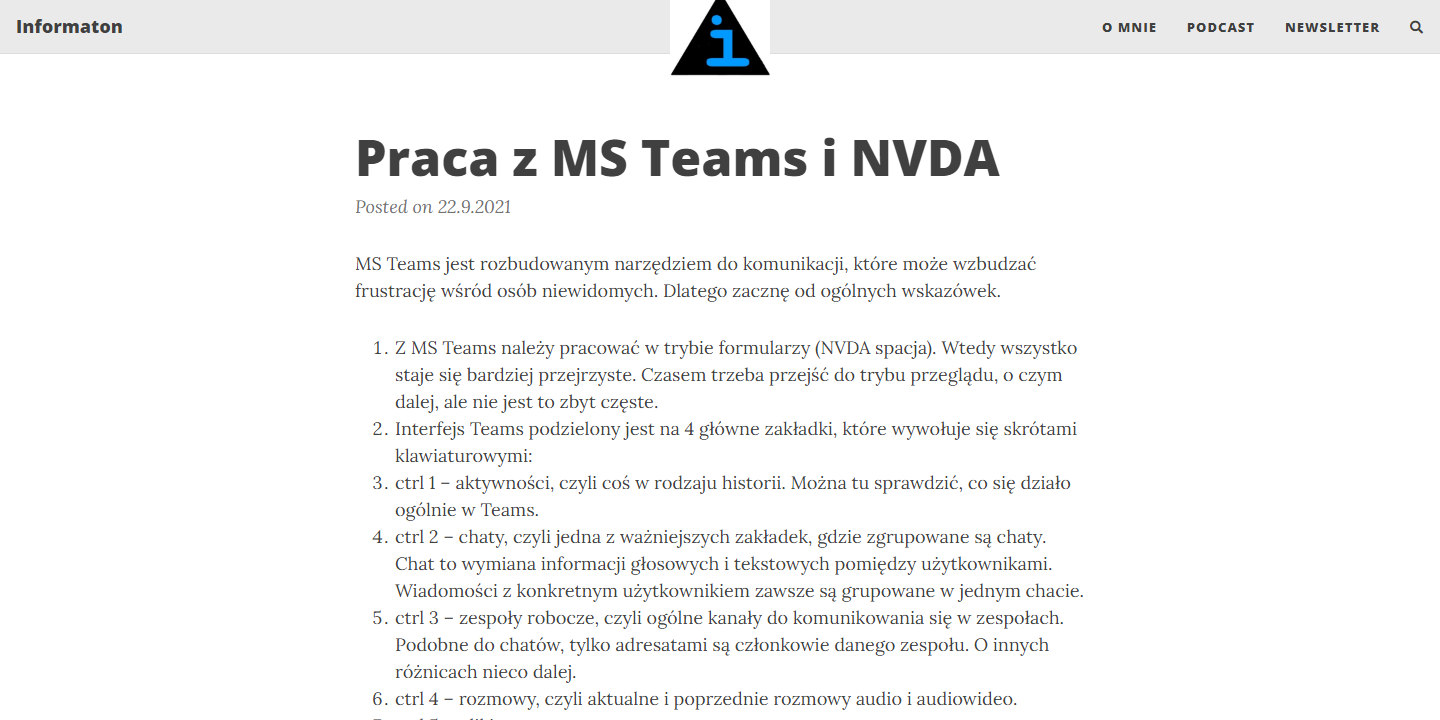 Informaton
i
O MNIE
PODCAST
NEWSLETTER
Praca z MS Teams i NVDA
Posted on 22.9.2021
MS Teams jest rozbudowanym narzędziem do komunikacji, które może wzbudzać
frustrację wśród osób niewidomych. Dlatego zacznę od ogólnych wskazówek.
1. Z MS Teams należy pracować w trybie formularzy (NVDA spacja). Wtedy wszystko
staje się bardziej przejrzyste. Czasem trzeba przejść do trybu przeglądu, o czym
dalej, ale nie jest to zbyt częste.
2. Interfejs Teams podzielony jest na 4 główne zakładki, które wywołuje się skrótami
klawiaturowymi:
3. ctrl 1 – aktywności, czyli coś w rodzaju historii. Można tu sprawdzić, co się działo
ogólnie w Teams.
4. ctrl 2 – chaty, czyli jedna z ważniejszych zakładek, gdzie zgrupowane są chaty.
Chat to wymiana informacji głosowych i tekstowych pomiędzy użytkownikami.
Wiadomości z konkretnym użytkownikiem zawsze są grupowane w jednym chacie.
5. ctrl 3 – zespoły robocze, czyli ogólne kanały do komunikowania się w zespołach.
Podobne do chatów, tylko adresatami są członkowie danego zespołu. O innych
różnicach nieco dalej.
6. ctrl 4 – rozmowy, czyli aktualne i poprzednie rozmowy audio i audiowideo.